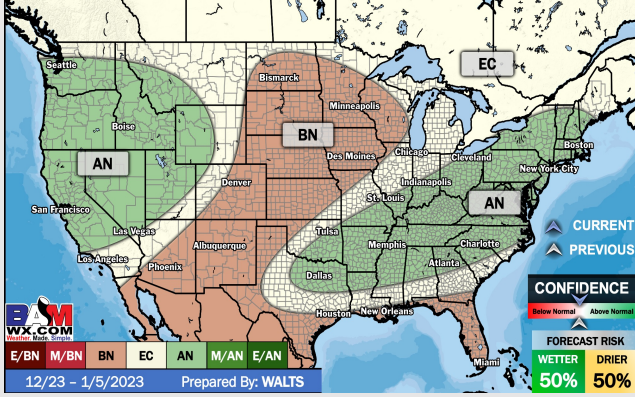 Seattle
EC
Bismarck
Minneapolis
Boise
BN
AN
Des Moines
Chicago
Cleveland
Boston
New York City
Denver
Indianapolis
St. Louis
AN
San Francisco
Las Vegas
Tulsa
CURRENT
Los Angeles
Albuquerque
Memphis
Charlotte
PREVIOUS
Phoenix
Atlanta
Dallas
CONFIDENCE
Below Normal
Above Normal
Houston
New Orleans
BAM
WX.COM
Weather. Made. Simple.
FORECAST RISK
E/BN M/BN BN EC AN M/AN E/AN
Miami
WETTER DRIER
50% 50%
12/23 - 1/5/2023 Prepared By: WALTS